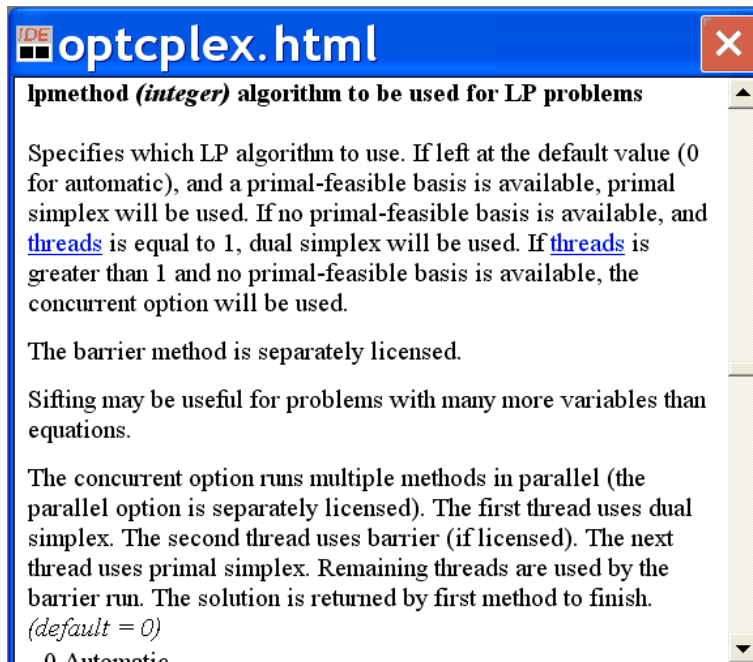 IDE
optcplex.html
lpmethod (integer) algorithm to be used for LP problems
Specifies which LP algorithm to use. If left at the default value (0
for automatic), and a primal-feasible basis is available, primal
simplex will be used. If no primal-feasible basis is available, and
threads is equal to 1, dual simplex will be used. If threads is
greater than 1 and no primal-feasible basis is available, the
concurrent option will be used.
The barrier method is separately licensed.
Sifting may be useful for problems with many more variables than
equations.
The concurrent option runs multiple methods in parallel (the
parallel option is separately licensed). The first thread uses dual
simplex. The second thread uses barrier (if licensed). The next
thread uses primal simplex. Remaining threads are used by the
barrier run. The solution is returned by first method to finish.
(default = 0)
0 Automatic